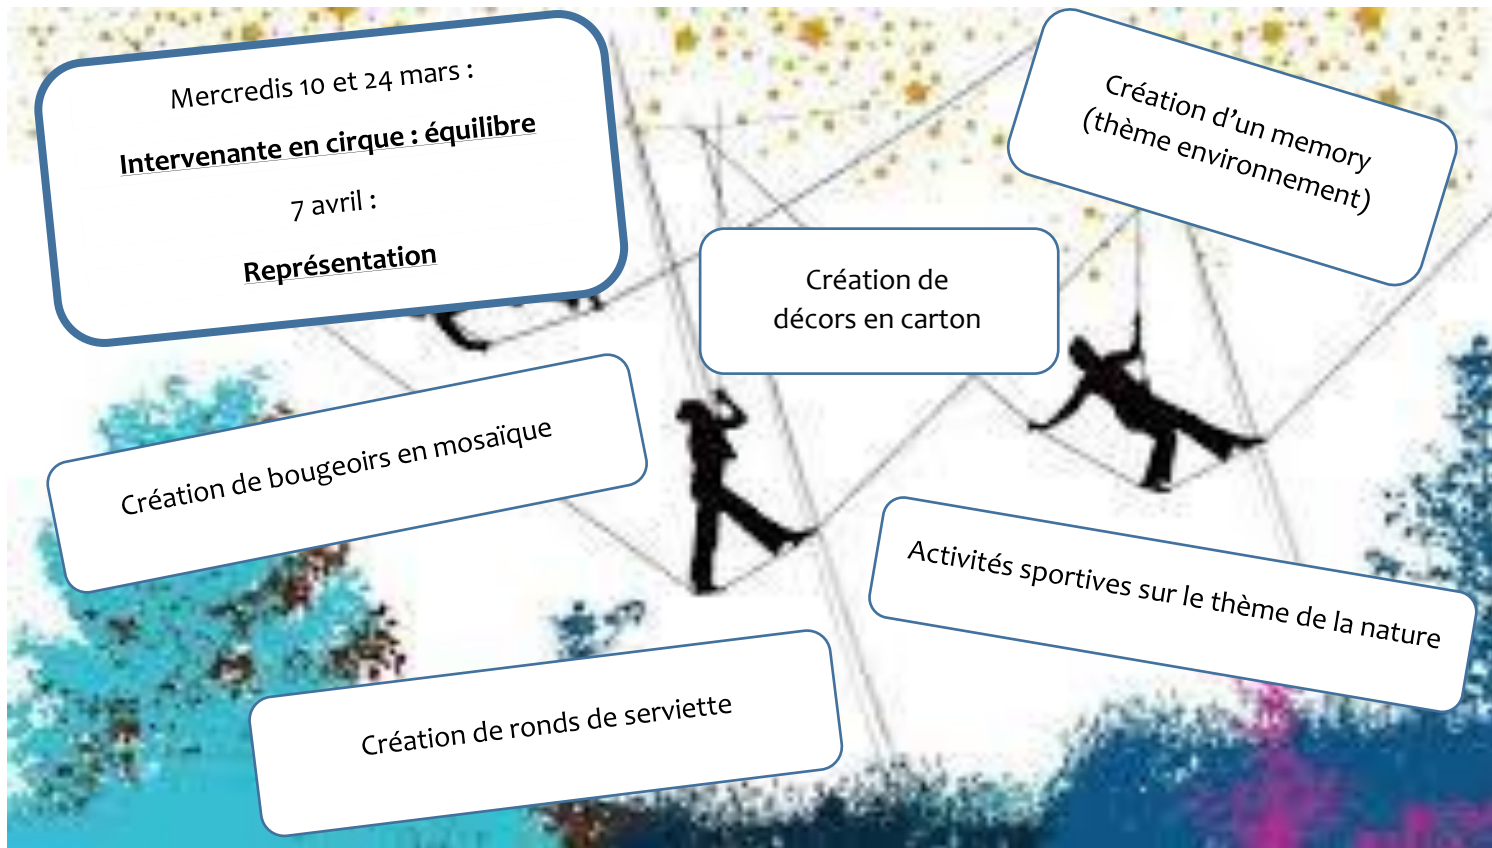 Mercredis 10 et 24 mars :
Intervenante en cirque : équilibre
7 avril :
Représentation
Création d’un memory
(thème environnement)
Création de
décors en carton
Création de bougeoirs en mosaïque
Activités sportives sur le thème de la nature
Création de ronds de serviette